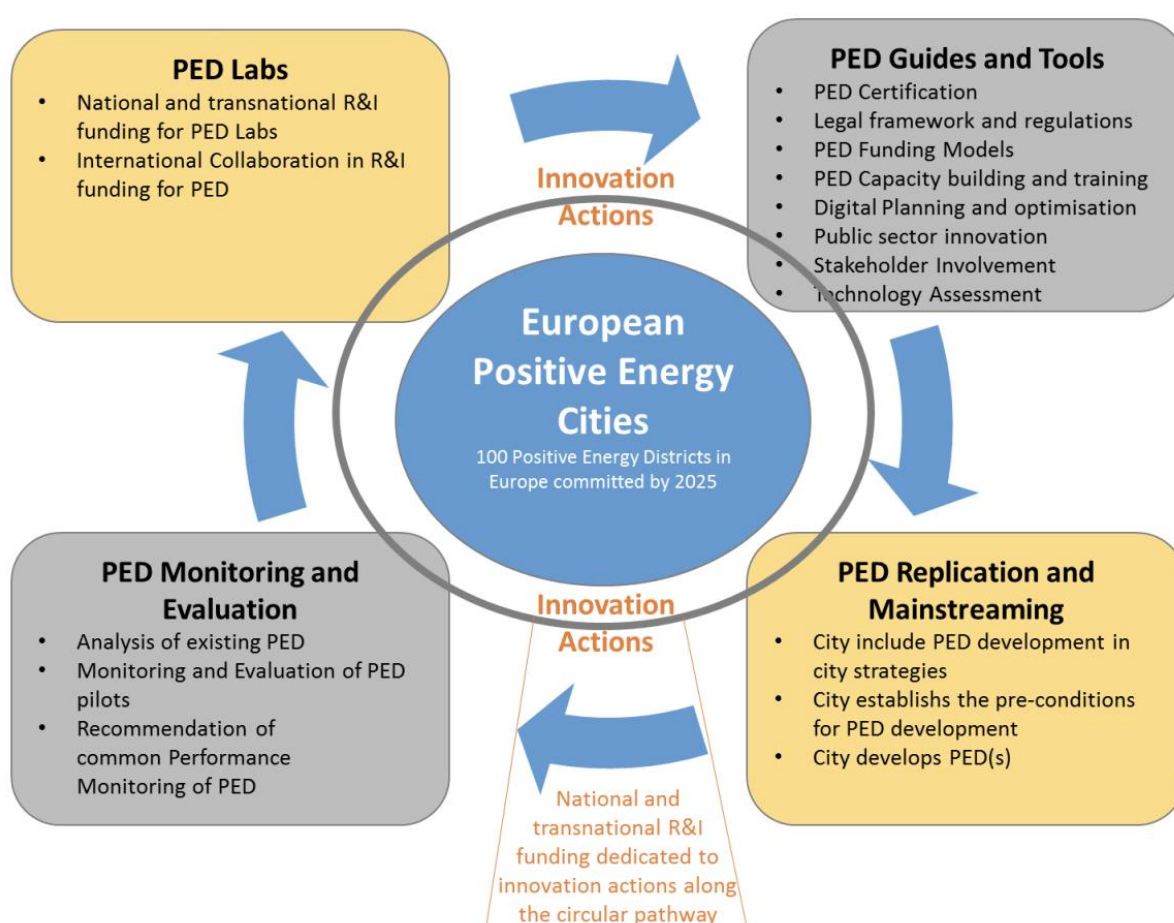 PED Labs
• National and transnational R&I
funding for PED Labs
• International Collaboration in R&I
funding for PED
Innovation
Actions
PED Guides and Tools
• PED Certification
• Legal framework and regulations
• PED Funding Models
• PED Capacity building and training
• Digital Planning and optimisation
• Public sector innovation
• Stakeholder Involvement
• Technology Assessment
European
Positive Energy
Cities
100 Positive Energy Districts in
Europe committed by 2025
PED Monitoring and
Evaluation
• Analysis of existing PED
• Monitoring and Evaluation of PED
pilots
• Recommendation of
common Performance
Monitoring of PED
Innovation
Actions
National and
transnational R&I
funding dedicated to
innovation actions along
the circular pathway
PED Replication and
Mainstreaming
• City include PED development in
city strategies
• City establishs the pre-conditions
for PED development
• City develops PED(s)